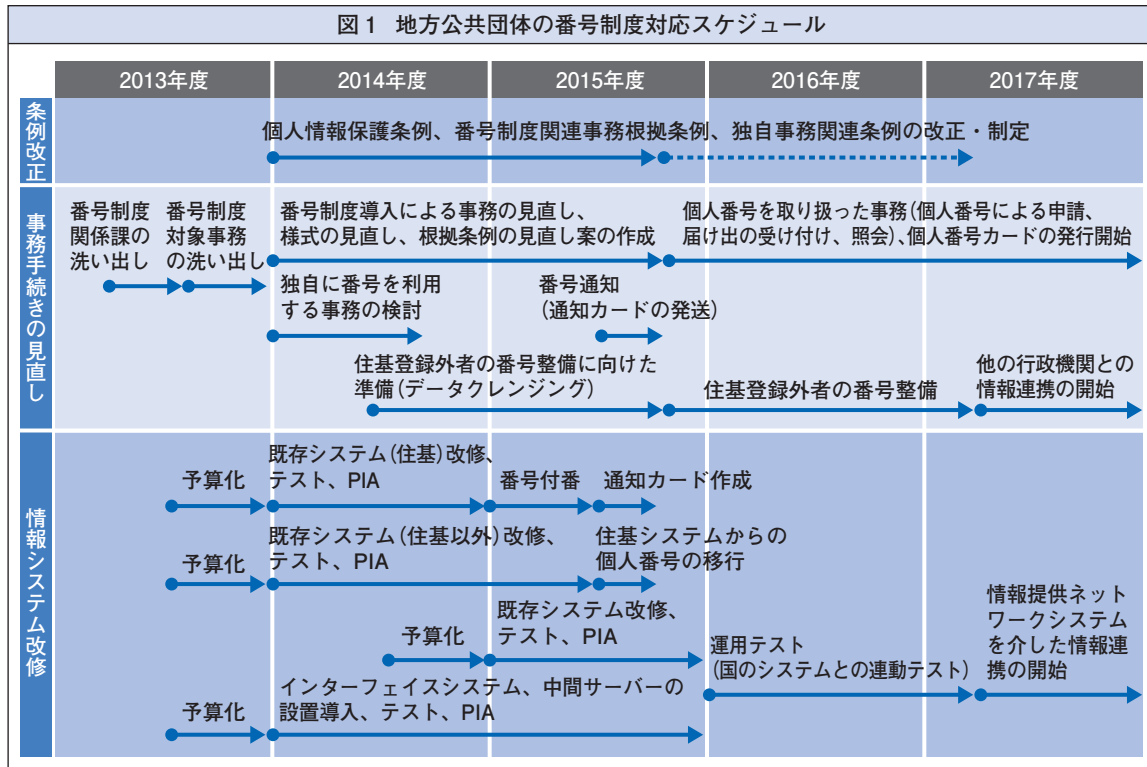 図1 地方公共団体の番号制度対応スケジュール
2013年度
2014年度
2015年度
2016年度
2017年度
条例改正
個人情報保護条例、番号制度関連事務根拠条例、独自事務関連条例の改正・制定
事務手続きの見直し
番号制度
関係課の
洗い出し
番号制度
対象事務
の洗い出し
番号制度導入による事務の見直し、
様式の見直し、根拠条例の見直し案の作成
個人番号を取り扱った事務(個人番号による申請、
届け出の受け付け、照会)、個人番号カードの発行開始
独自に番号を利用
する事務の検討
番号通知
(通知カードの発送)
住基登録外者の番号整備に向けた
準備(データクレンジング)
住基登録外者の番号整備
他の行政機関との
情報連携の開始
情報システム改修
予算化
既存システム(住基)改修、
テスト、PIA
番号付番
通知カード作成
予算化
既存システム(住基以外)改修、
テスト、PIA
住基システムからの
個人番号の移行
予算化
既存システム改修、
テスト、PIA
運用テスト
(国のシステムとの連動テスト)
情報提供ネット
ワークシステム
を介した情報連
携の開始
予算化
インターフェイスシステム、中間サーバーの
設置導入、テスト、PIA